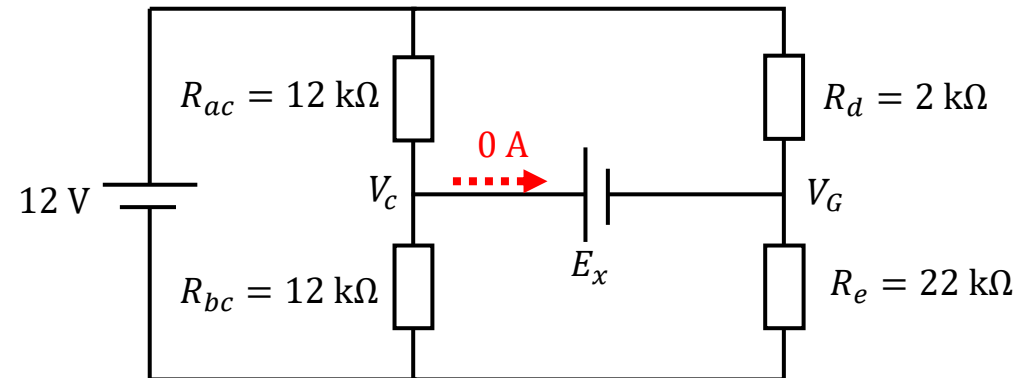 R_ac = 12 kΩ
R_d = 2 kΩ
0 A
12 V
V_c
V_G
E_x
R_bc = 12 kΩ
R_e = 22 kΩ